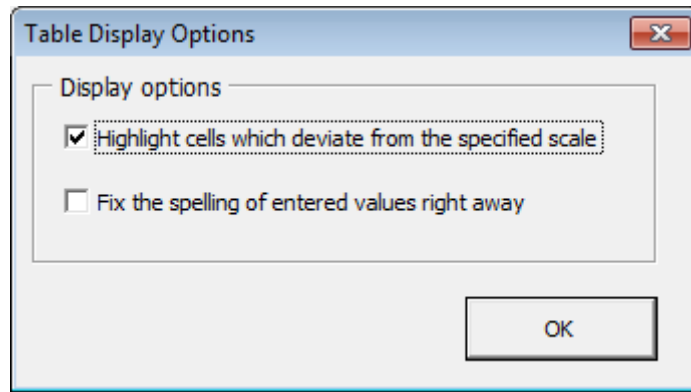 Table Display Options
Display options
Highlight cells which deviate from the specified scale
Fix the spelling of entered values right away
OK